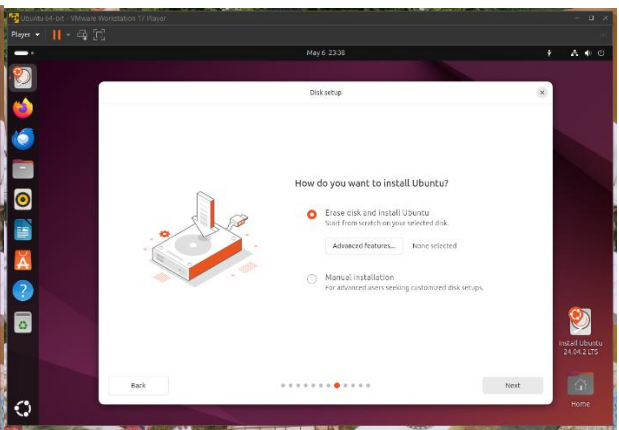 Ubuntu 64-bit - VMware Workstation 17 Player
Player
May 6 23:38
Disk setup
How do you want to install Ubuntu?
Erase disk and install Ubuntu
Start from scratch on your selected disk.
Advanced features...
None selected
Manual installation
For advanced users seeking customized disk setups.
Install Ubuntu
24.04.2 LTS
Back
Next
Home